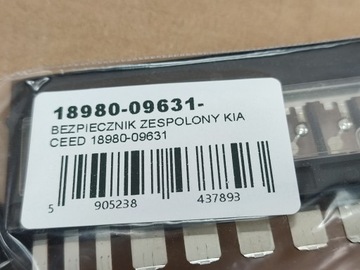 18980-09631-
BEZPIECZNIK ZESPOLONY KIA
CEED 18980-09631
5 905238 437893